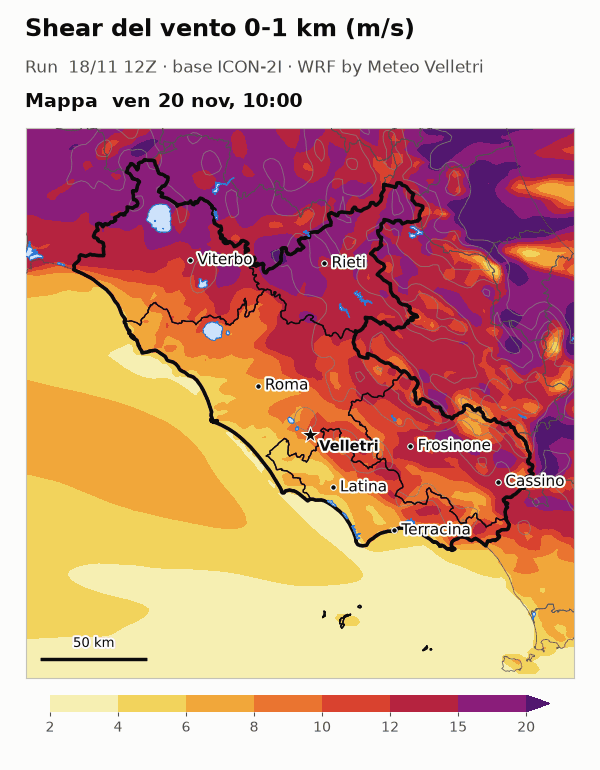 Shear del vento 0-1 km (m/s)
Run 18/11 12Z · base ICON-2I · WRF by Meteo Velletri
Mappa ven 20 nov, 10:00
Viterbo
Rieti
Roma
Velletri
Frosinone
Latina
Cassino
Terracina
50 km
2 4 6 8 10 12 15 20